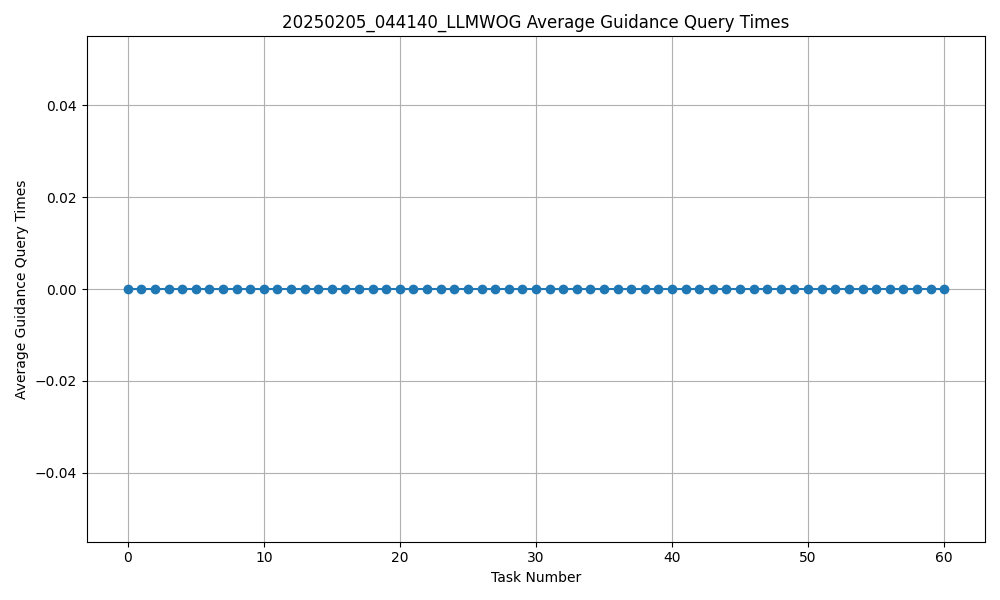 20250205_044140_LLMWOG Average Guidance Query Times
Average Guidance Query Times
0.04
0.02
0.00
−0.02
−0.04
0 10 20 30 40 50 60
Task Number